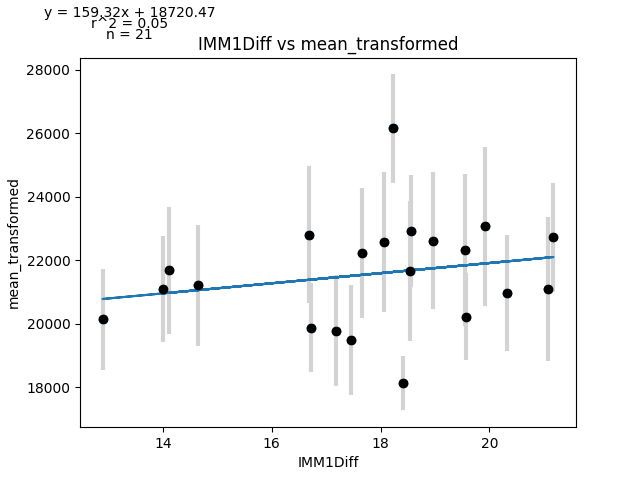 y = 159.32x + 18720.47
r^2 = 0.05
n = 21
IMM1Diff vs mean_transformed
28000
26000
24000
22000
20000
18000
mean_transformed
14 16 18 20
IMM1Diff